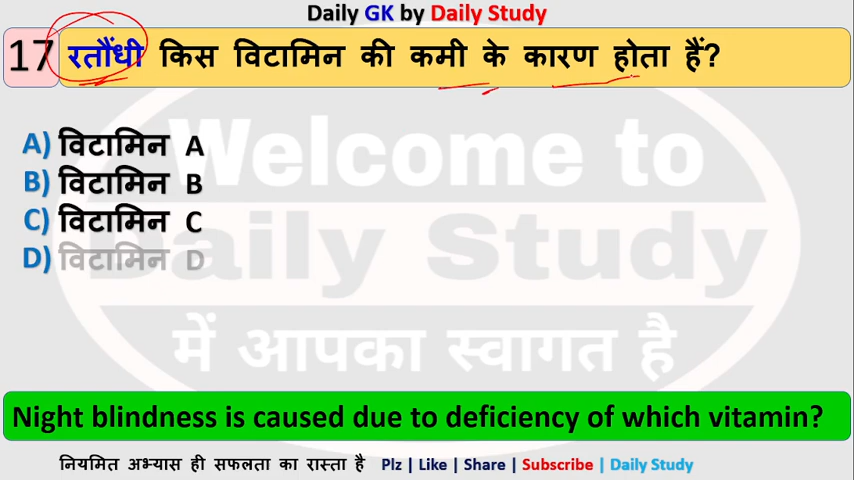 Daily GK by Daily Study
17 रतौंधी किस विटामिन की कमी के कारण होता हैं?
A) विटामिन A
B) विटामिन B
C) विटामिन C
D) विटामिन D
Welcome to
Daily Study
में आपका स्वागत है
Night blindness is caused due to deficiency of which vitamin?
नियमित अभ्यास ही सफलता का रास्ता है Plz | Like | Share | Subscribe | Daily Study